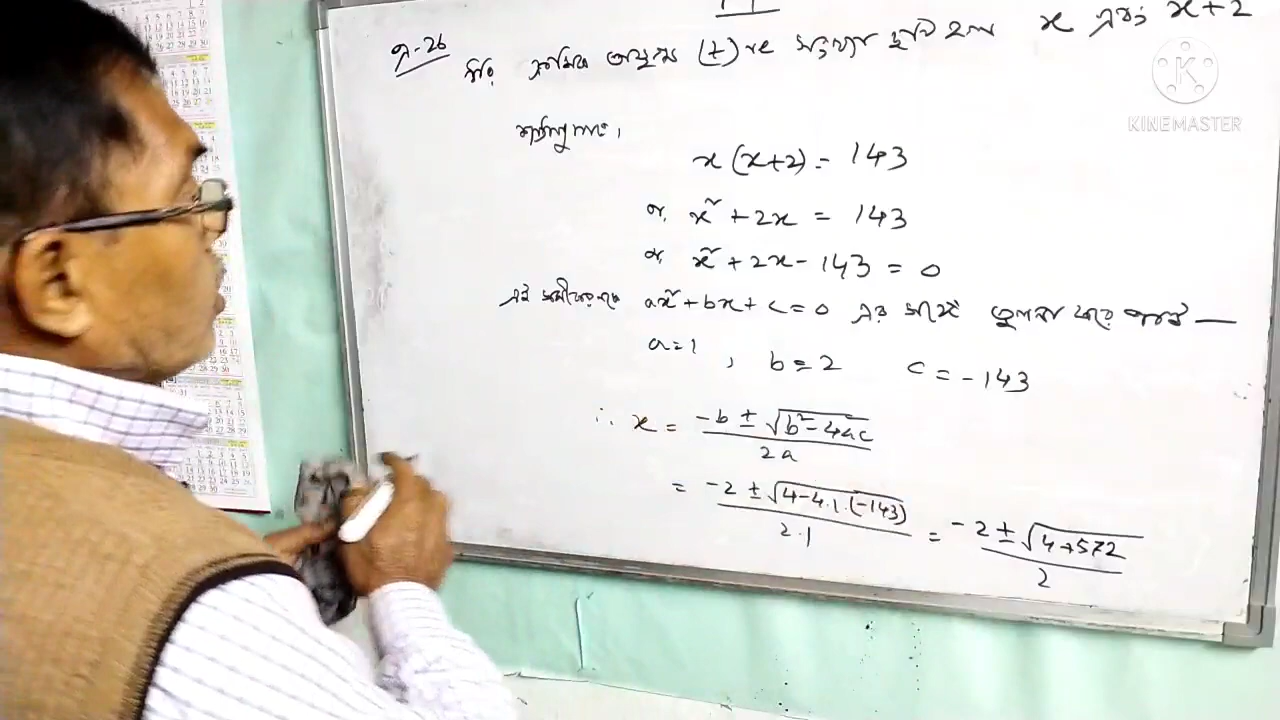 প্র-26
ধরি ক্রমিক অযুগ্ম (+)ve সংখ্যা দুটি হল x এবং x+2
KINEMASTER
শর্তানুসারে,
x(x+2) = 143
or, x² + 2x = 143
or, x² + 2x - 143 = 0
এই সমীকরণকে ax² + bx + c = 0 এর সাথে তুলনা করে পাই —
a=1 , b = 2 c = -143
∴ x = (-b ± √(b² - 4ac))/2a
= (-2 ± √(4-4.1.(-143)))/2.1 = (-2 ± √(4+572))/2